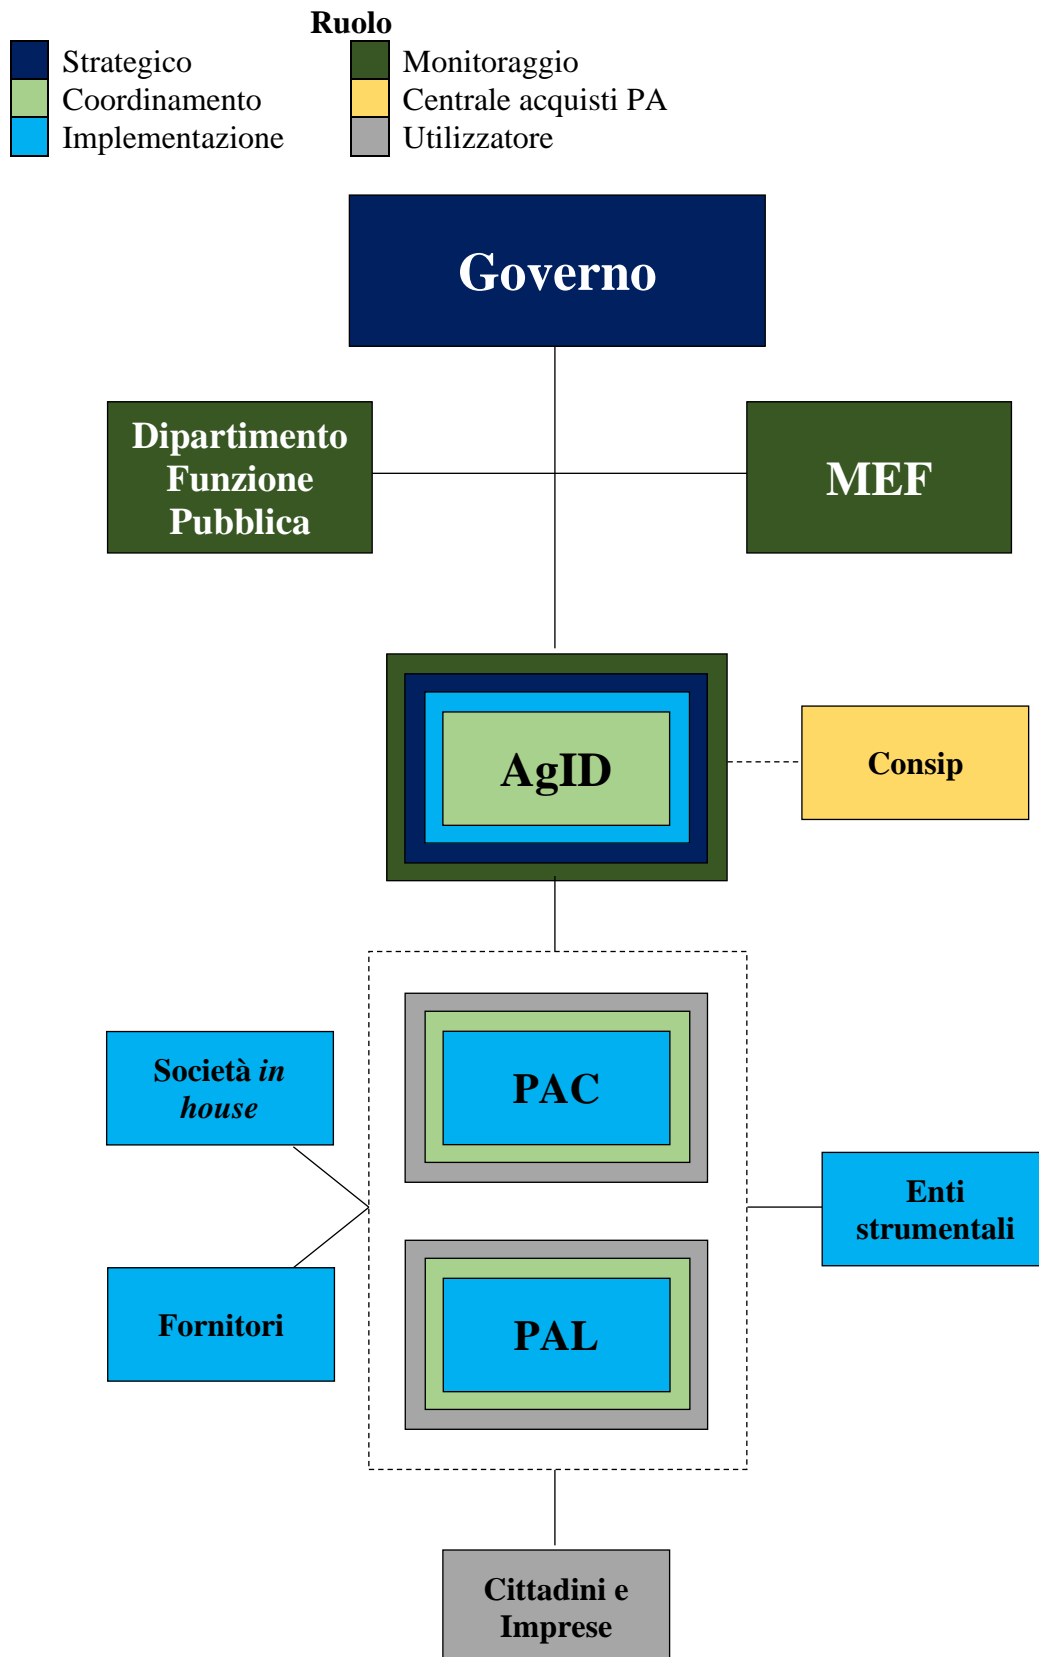 Ruolo
Strategico
Monitoraggio
Coordinamento
Centrale acquisti PA
Implementazione
Utilizzatore
Governo
Dipartimento
Funzione
Pubblica
MEF
AgID
Consip
PAC
Società in
house
Enti
strumentali
Fornitori
PAL
Cittadini e
Imprese